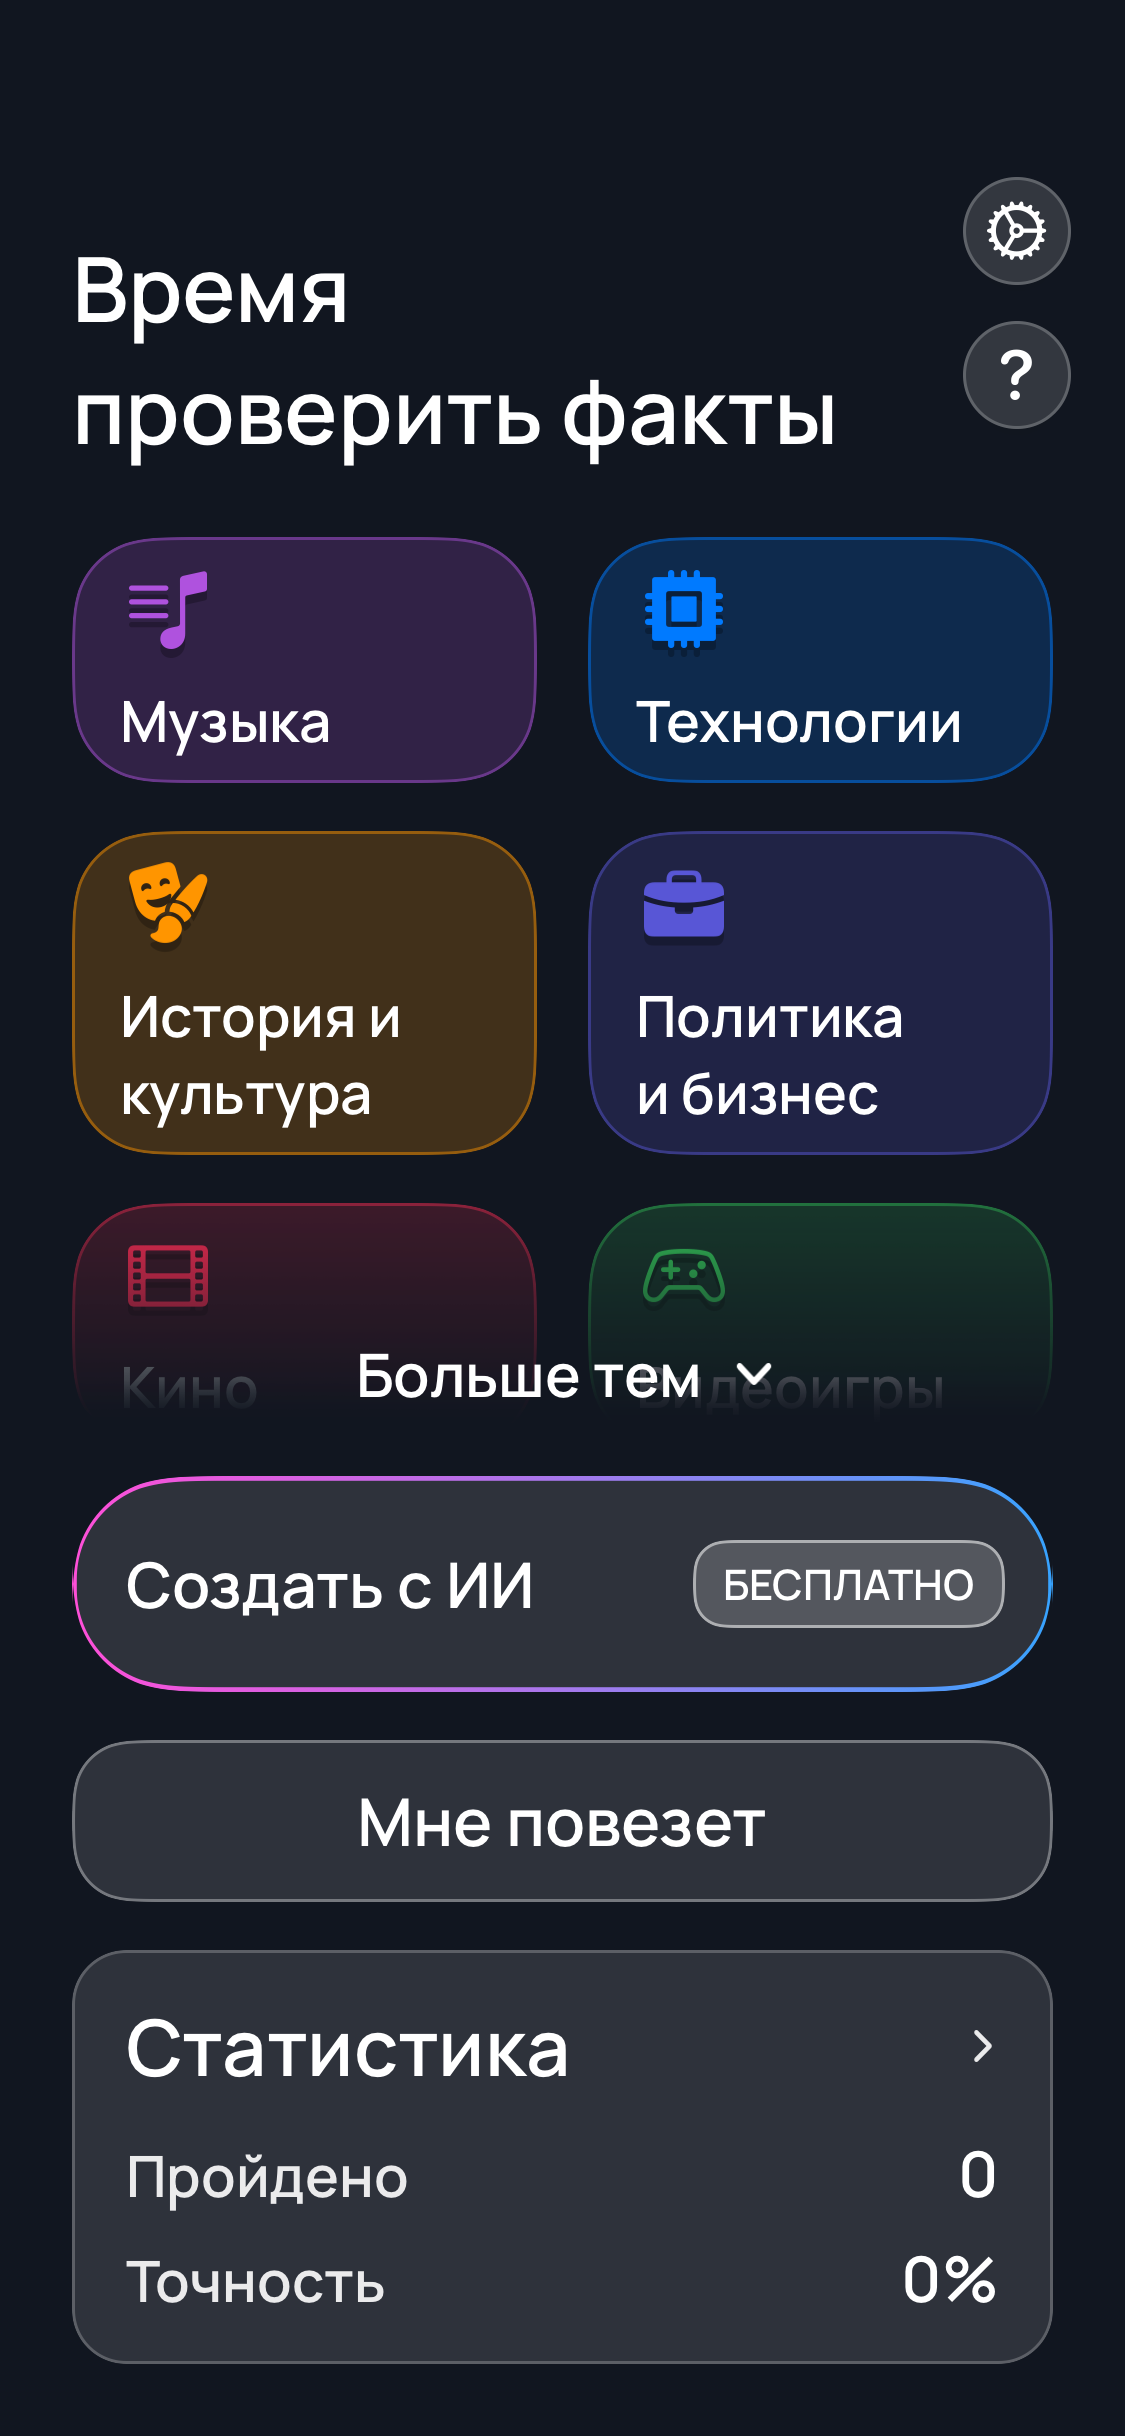 Время
проверить факты
?
Музыка
Технологии
История и
культура
Политика
и бизнес
Кино
Видеоигры
Больше тем
Создать с ИИ
БЕСПЛАТНО
Мне повезет
Статистика
Пройдено
0
Точность
0%